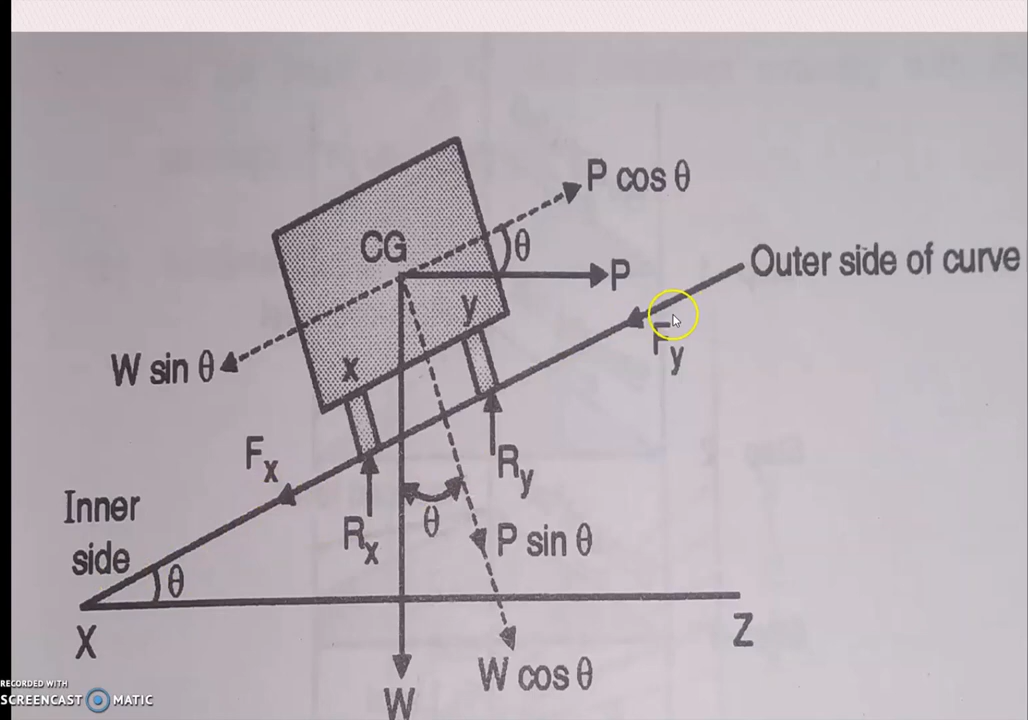 P cos θ
CG
θ
P
Outer side of curve
y
W sin θ
x
Fy
Fx
Ry
Inner
side
Rx
θ
P sin θ
θ
X
Z
W cos θ
W
RECORDED WITH
SCREENCAST MATIC